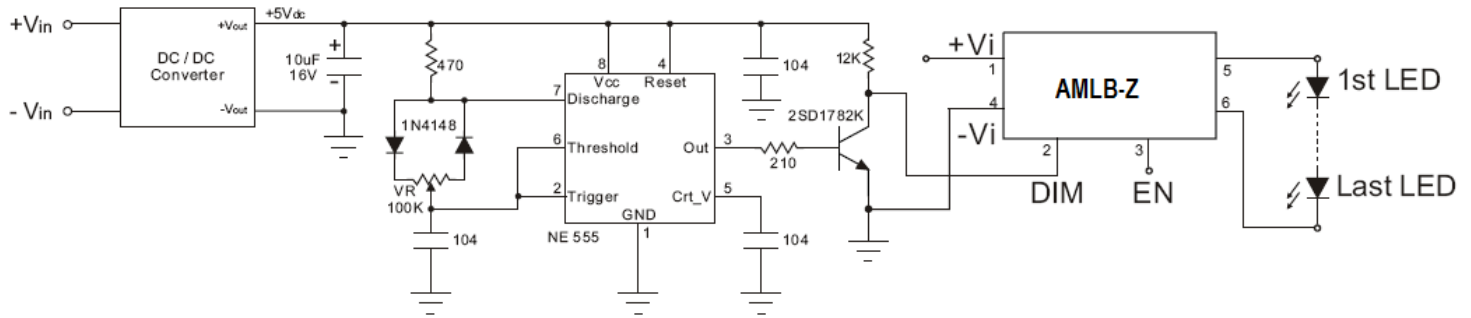 +Vin
- Vin
DC / DC
Converter
+Vout
-Vout
+5Vdc
+
10uF
16V
-
470
1N4148
VR
100K
104
7
Discharge
6
Threshold
2
Trigger
8
Vcc
4
Reset
Out
3
Crt_V
5
GND
1
NE 555
104
104
210
12K
2SD1782K
+Vi
1
4
-Vi
AMLB-Z
2
DIM
3
EN
5
6
1st LED
Last LED